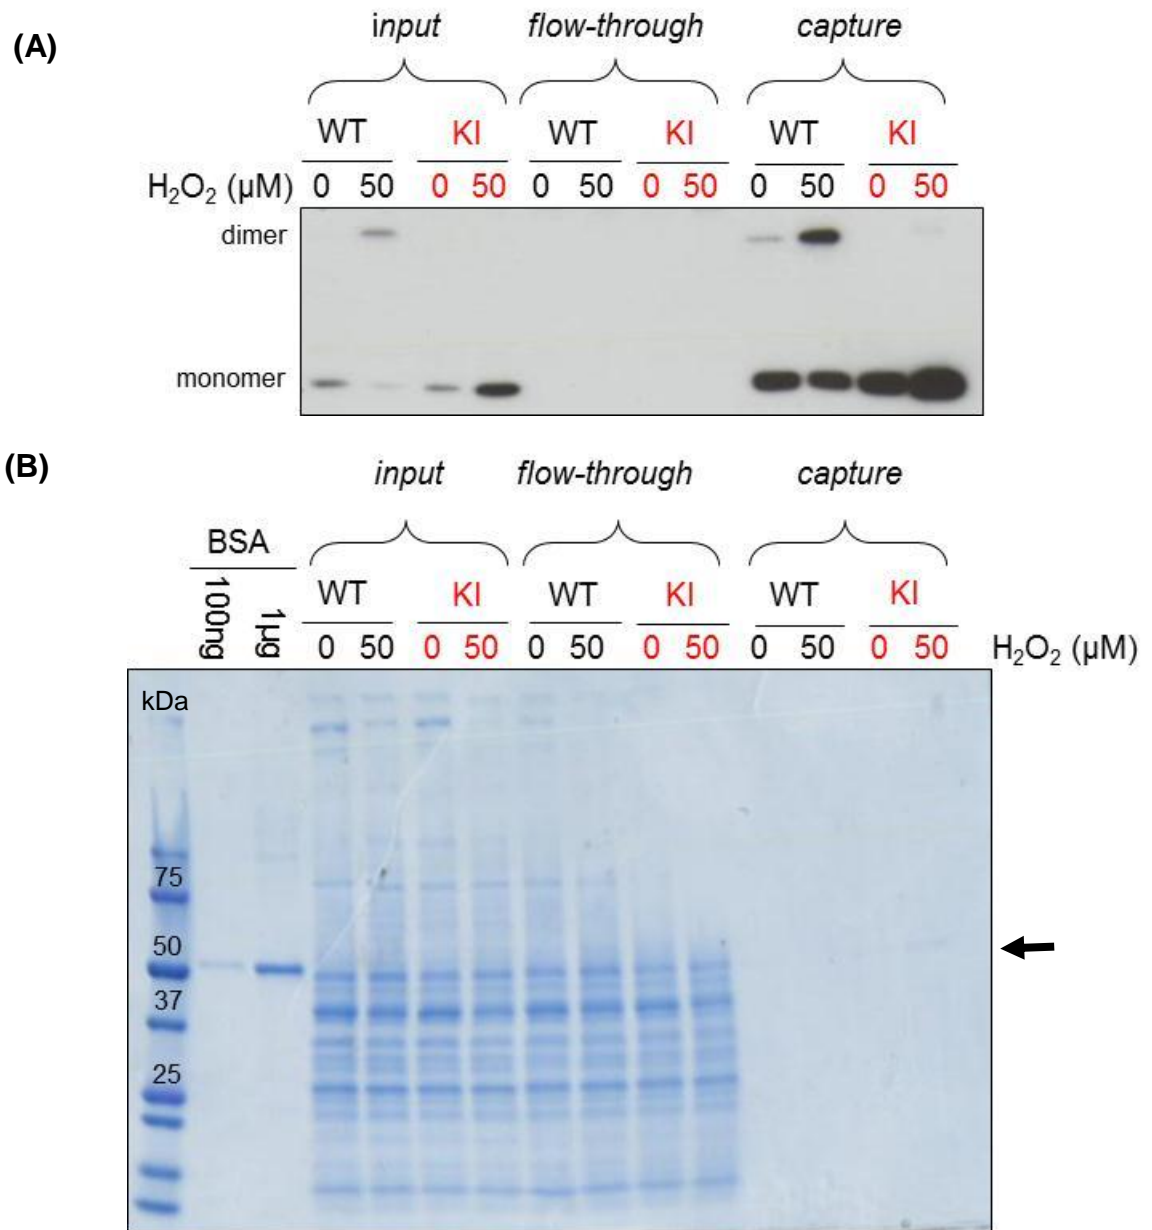 (A)
input flow-through capture
WT KI WT KI WT KI
H₂O₂ (µM) 0 50 0 50 0 50 0 50 0 50 0 50
dimer
monomer
(B)
input flow-through capture
BSA
100ng 1µg
WT KI WT KI WT KI
0 50 0 50 0 50 0 50 0 50 0 50 H₂O₂ (µM)
kDa
75
50
37
25